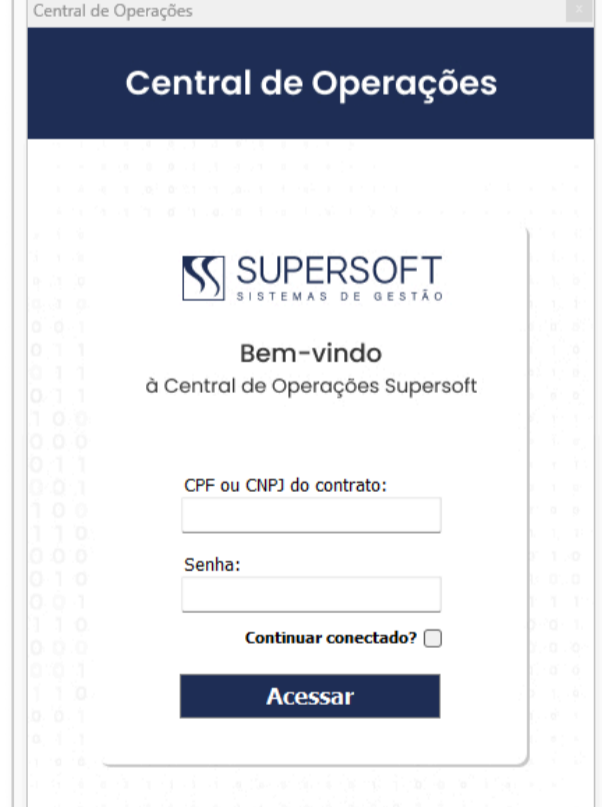 Central de Operações
x
Central de Operações
SUPERSOFT
SISTEMAS DE GESTÃO
Bem-vindo
à Central de Operações Supersoft
CPF ou CNPJ do contrato:
Senha:
Continuar conectado?
Acessar